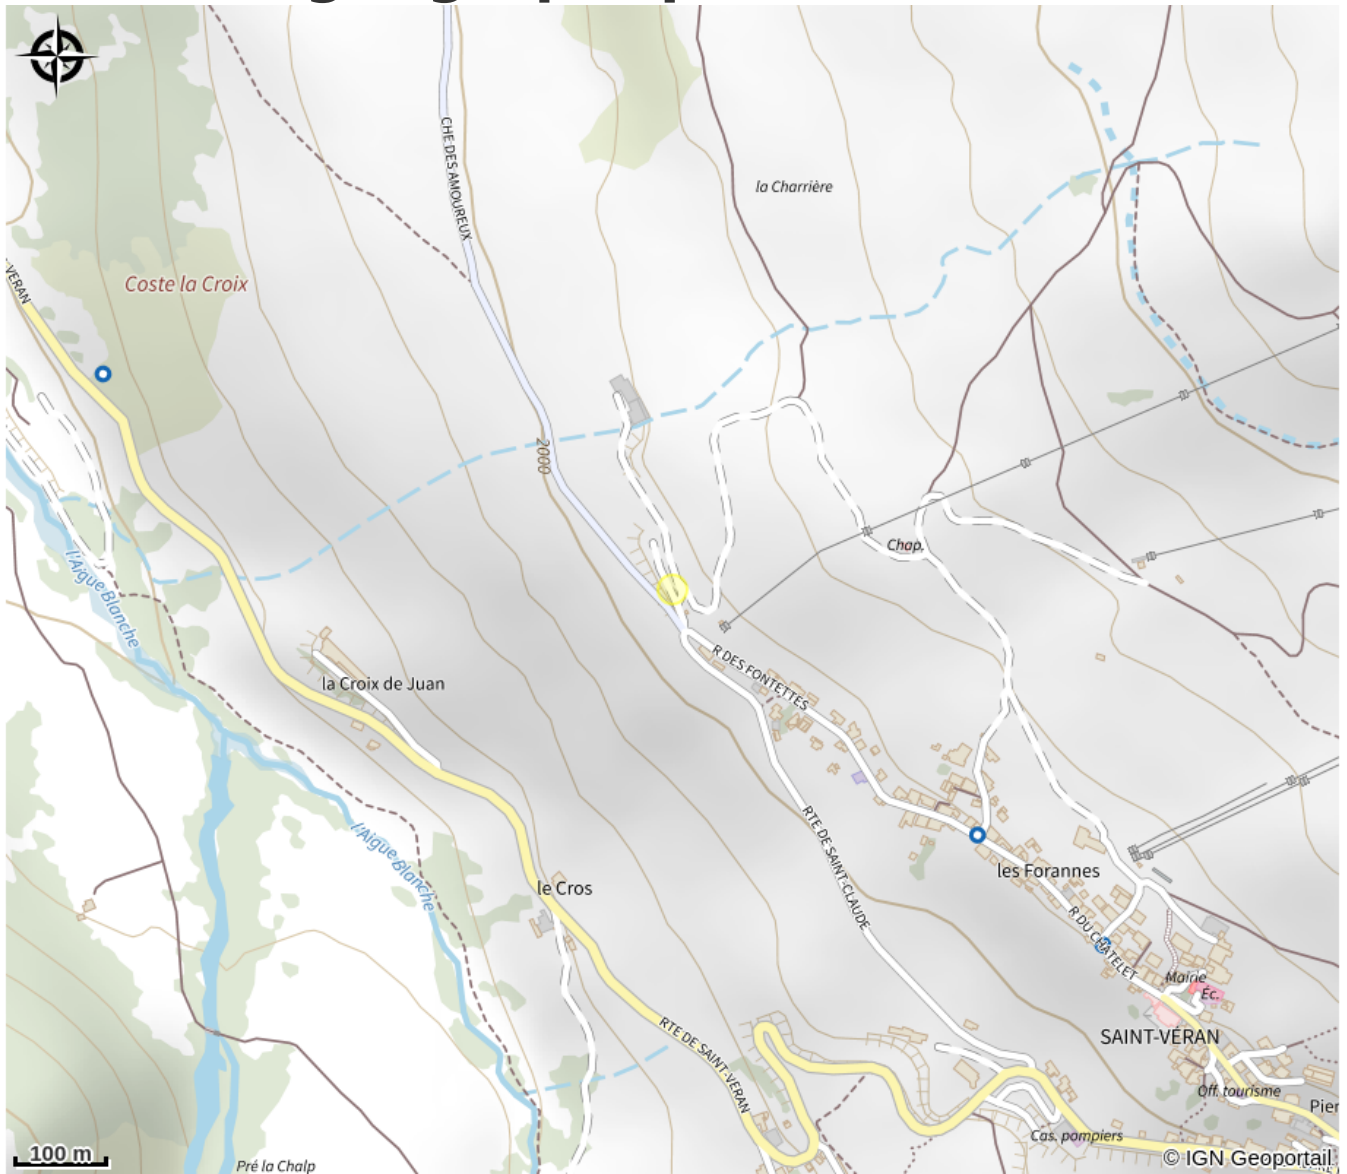 CHE DES AMOUREUX
la Charrière
VERAN
Coste la Croix
2000
l'Aigue Blanche
Chap.
la Croix de Juan
R DES FONTETTES
RTE DE SAINT-CLAUDE
l'Aigue Blanche
le Cros
les Forannes
R DU CHATELET
Mairie
Éc.
RTE DE SAINT-VERAN
SAINT-VÉRAN
Off. tourisme
Pier
Cas. pompiers
100 m
Pré la Chalp
© IGN Geoportail